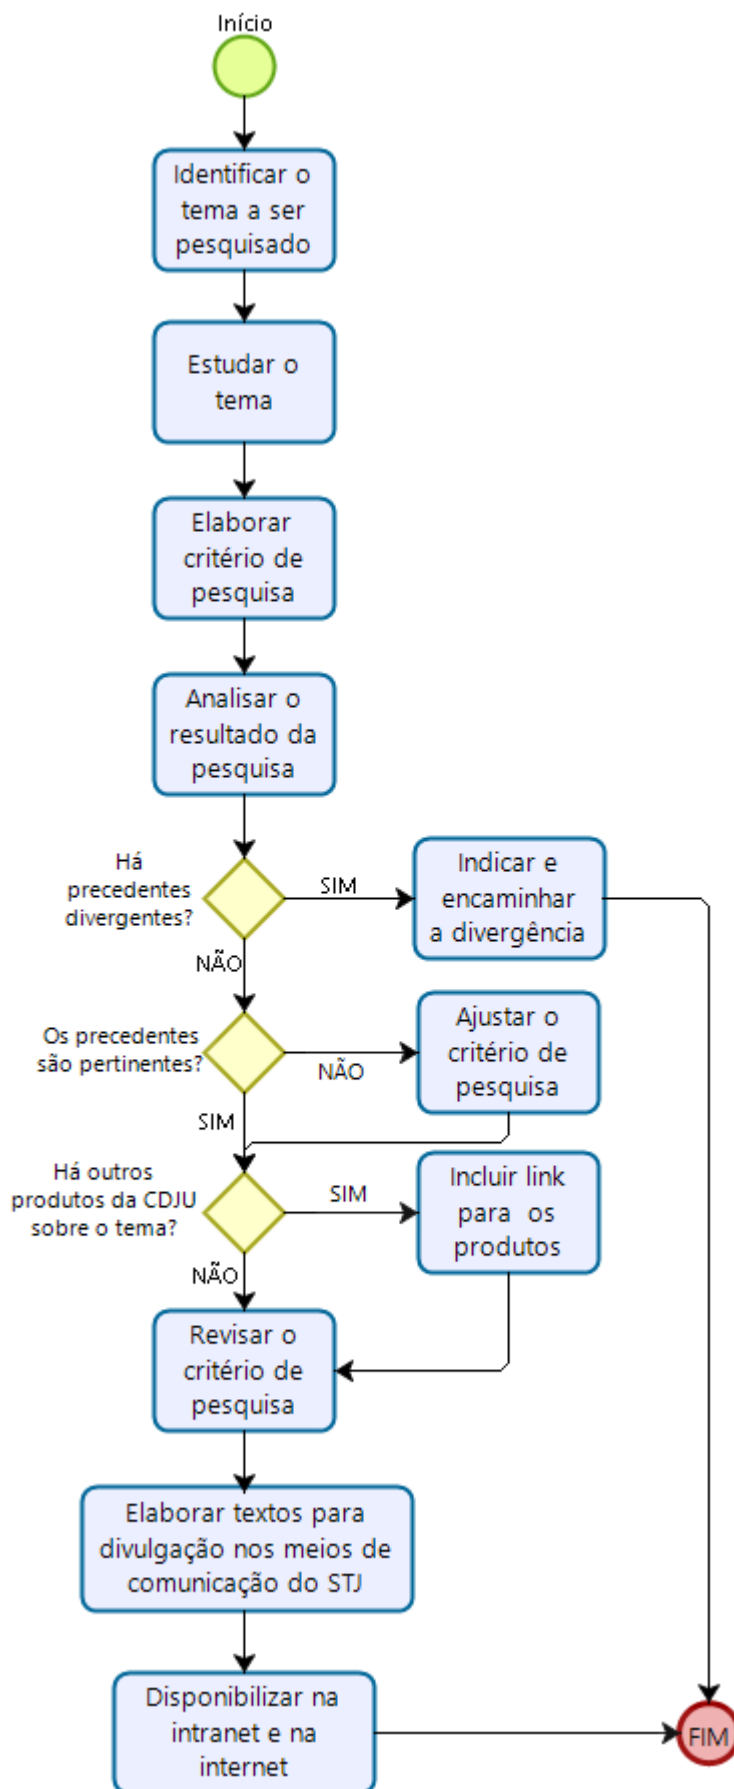 Início
Identificar o
tema a ser
pesquisado
Estudar o
tema
Elaborar
critério de
pesquisa
Analisar o
resultado da
pesquisa
Há
precedentes
divergentes?
SIM
Indicar e
encaminhar
a divergência
NÃO
Os precedentes
são pertinentes?
NÃO
Ajustar o
critério de
pesquisa
SIM
Há outros
produtos da CDJU
sobre o tema?
SIM
Incluir link
para os
produtos
NÃO
Revisar o
critério de
pesquisa
Elaborar textos para
divulgação nos meios de
comunicação do STJ
Disponibilizar na
intranet e na
internet
FIM